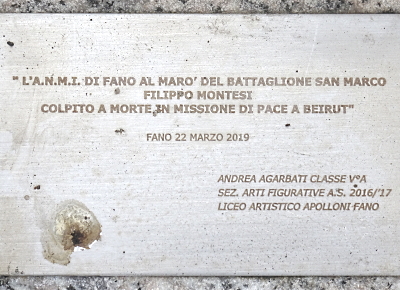 " L'A.N.M.I. DI FANO AL MARO' DEL BATTAGLIONE SAN MARCO
FILIPPO MONTESI
COLPITO A MORTE IN MISSIONE DI PACE A BEIRUT"
FANO 22 MARZO 2019
ANDREA AGARBATI CLASSE V°A
SEZ. ARTI FIGURATIVE A.S. 2016/'17
LICEO ARTISTICO APOLLONI FANO